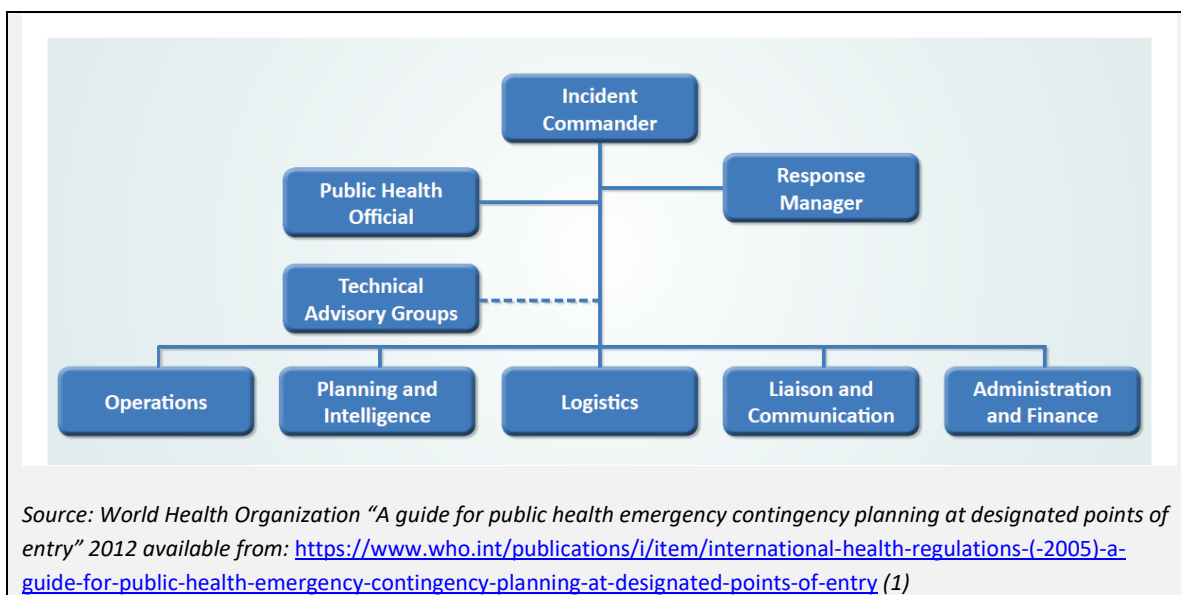 Incident
Commander
Public Health
Official
Response
Manager
Technical
Advisory Groups
Operations
Planning and
Intelligence
Logistics
Liaison and
Communication
Administration
and Finance
Source: World Health Organization “A guide for public health emergency contingency planning at designated points of
entry” 2012 available from: https://www.who.int/publications/i/item/international-health-regulations-(-2005)-a-
guide-for-public-health-emergency-contingency-planning-at-designated-points-of-entry (1)